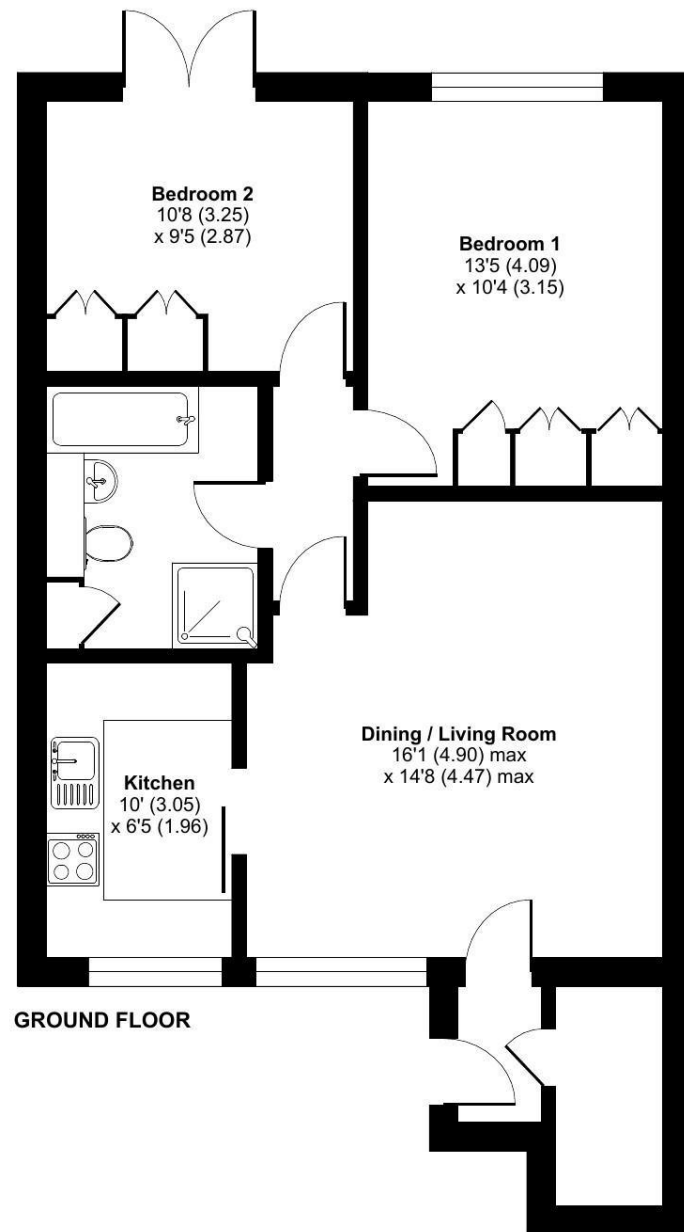 Bedroom 2
10'8 (3.25)
x 9'5 (2.87)
Bedroom 1
13'5 (4.09)
x 10'4 (3.15)
Dining / Living Room
16'1 (4.90) max
x 14'8 (4.47) max
Kitchen
10' (3.05)
x 6'5 (1.96)
GROUND FLOOR